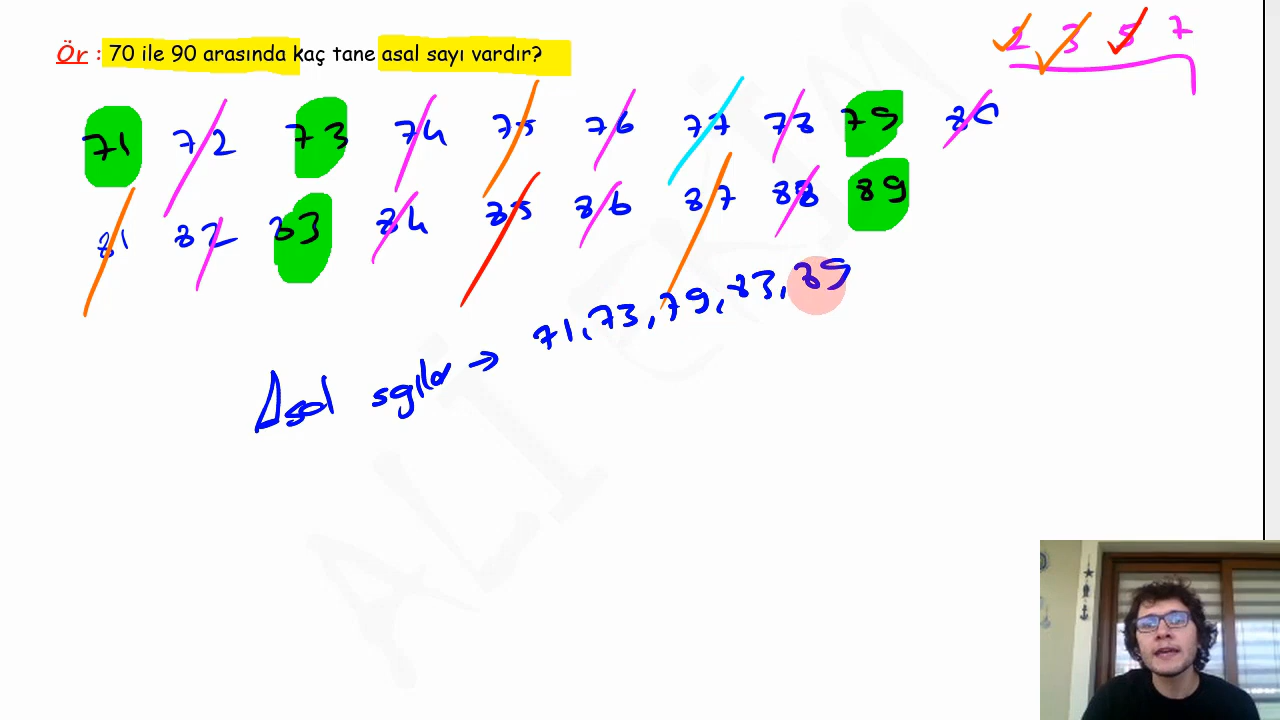 Ör : 70 ile 90 arasında kaç tane asal sayı vardır?
2 3 5 7
71 72 73 74 75 76 77 78 79 80
81 82 83 84 85 86 87 88 89
Asal sayılar → 71, 73, 79, 83, 89
ALİ EKİM